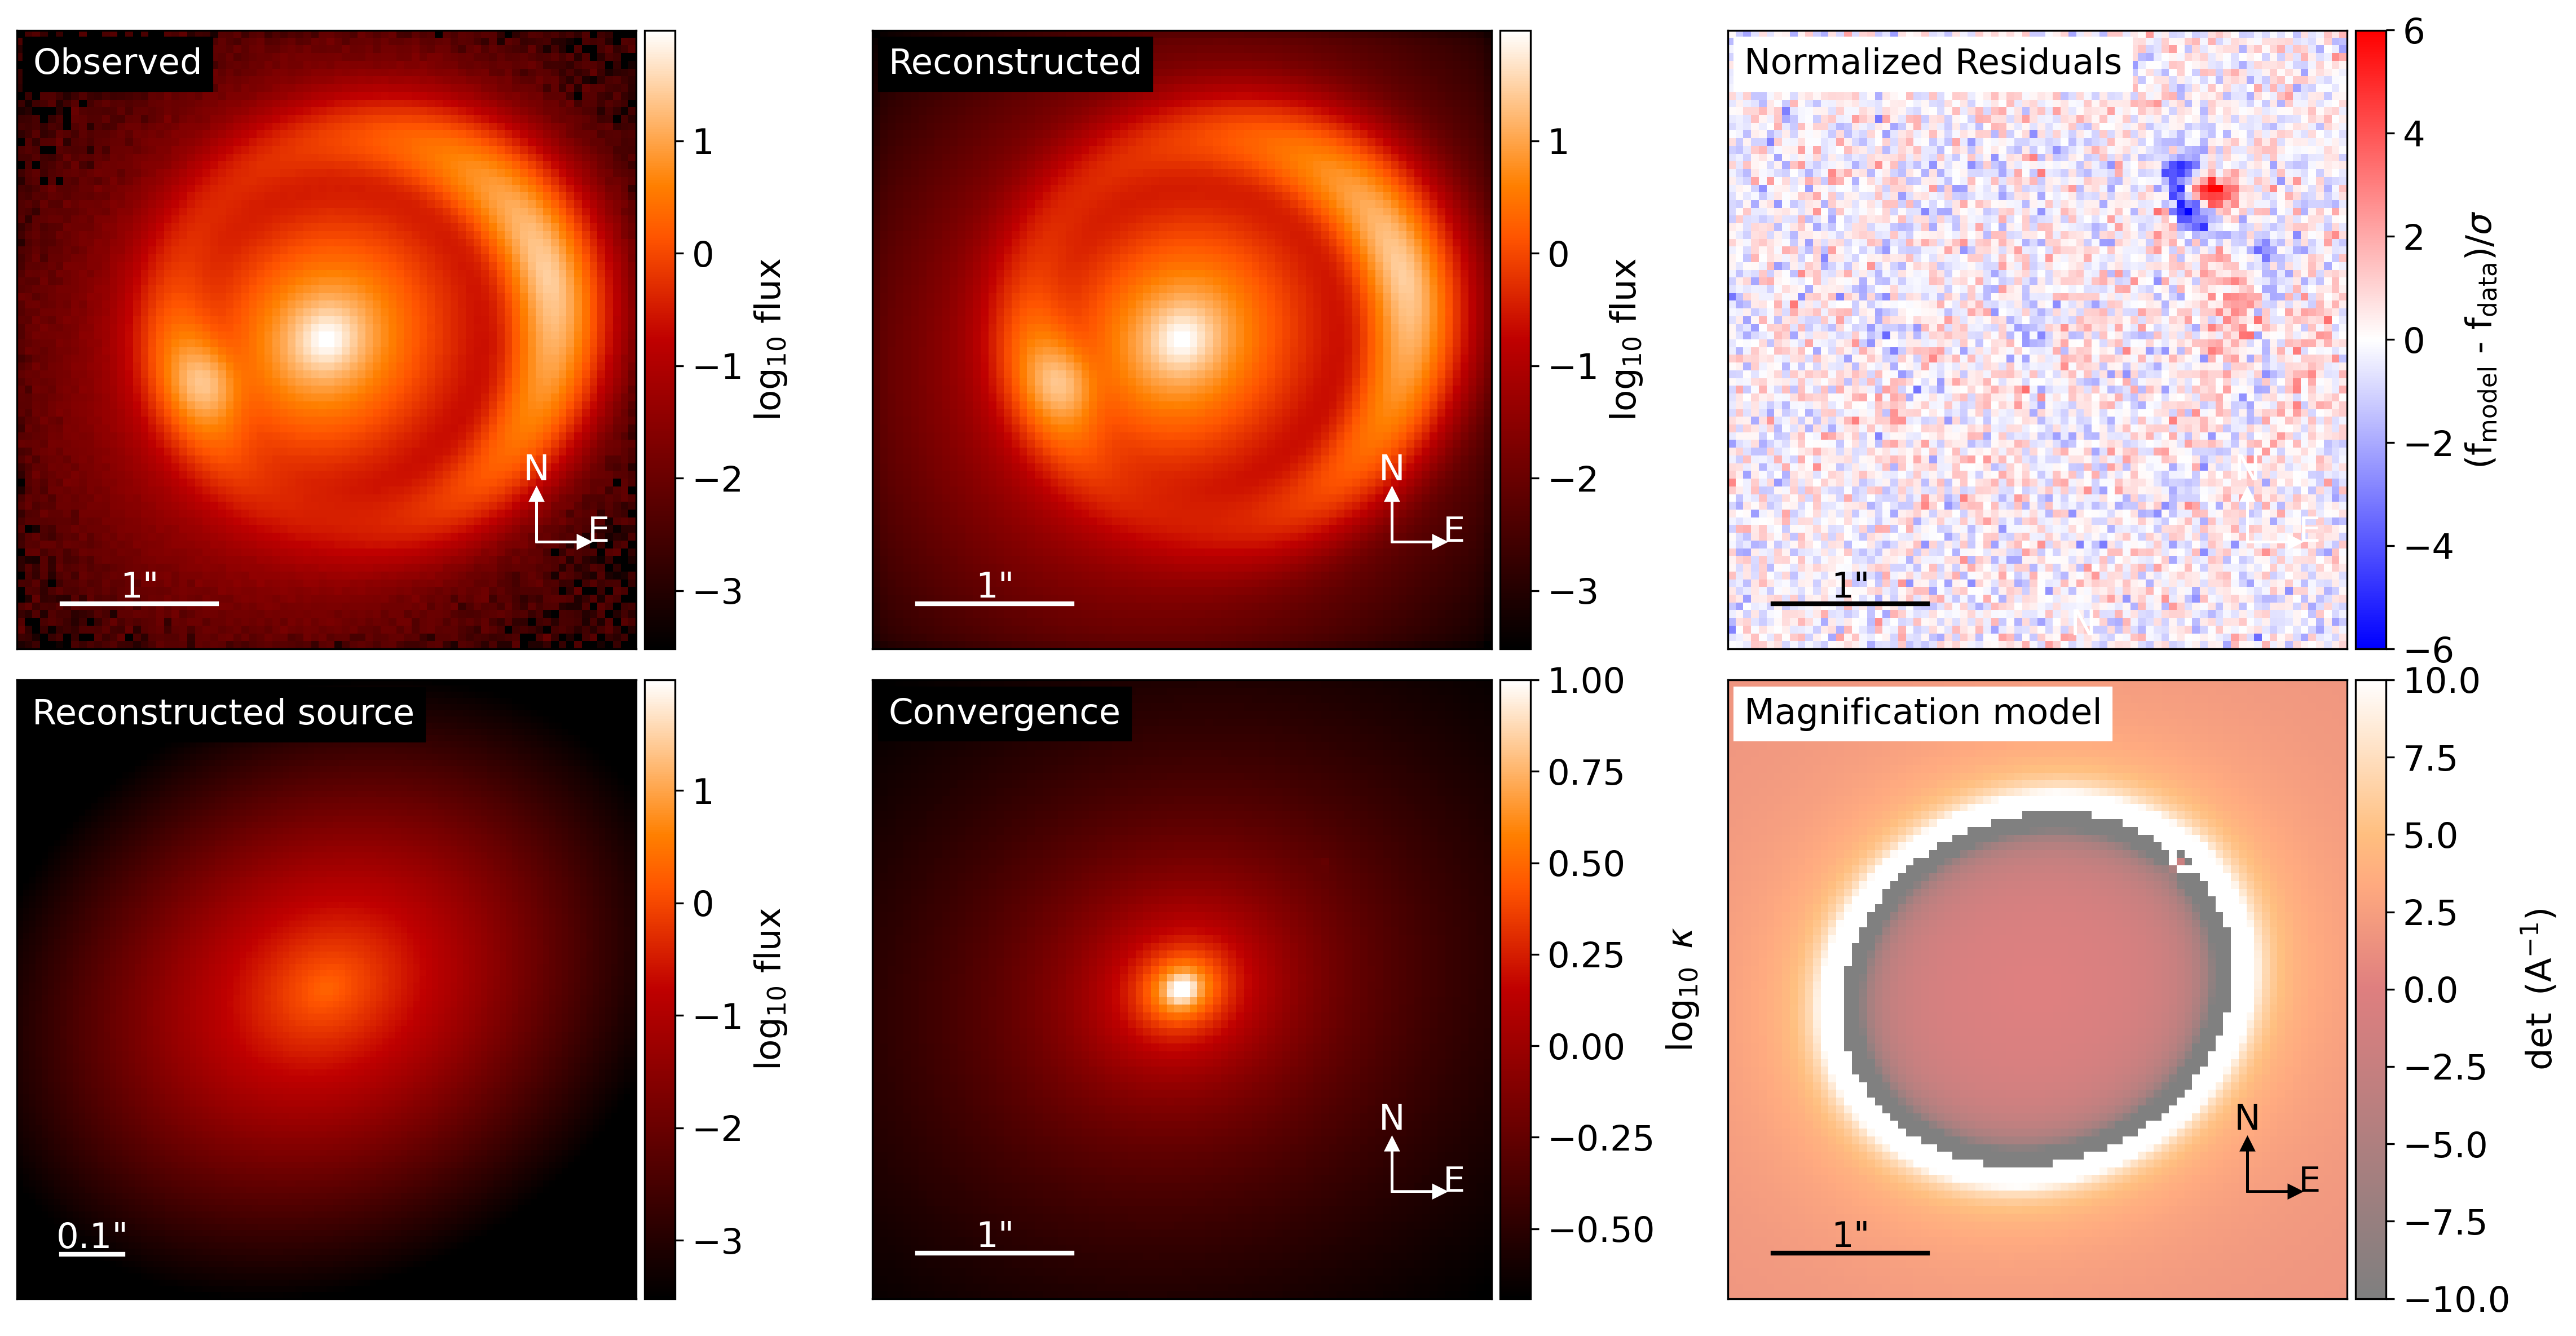 Observed
N
E
1"
1
0
−1
−2
−3
log10 flux
Reconstructed
N
E
1"
1
0
−1
−2
−3
log10 flux
Normalized Residuals
N
E
N
1"
6
4
2
0
−2
−4
−6
(fmodel - fdata)/σ
Reconstructed source
0.1"
1
0
−1
−2
−3
log10 flux
Convergence
N
E
1"
1.00
0.75
0.50
0.25
0.00
−0.25
−0.50
log10 κ
Magnification model
N
E
1"
10.0
7.5
5.0
2.5
0.0
−2.5
−5.0
−7.5
−10.0
det (A−1)